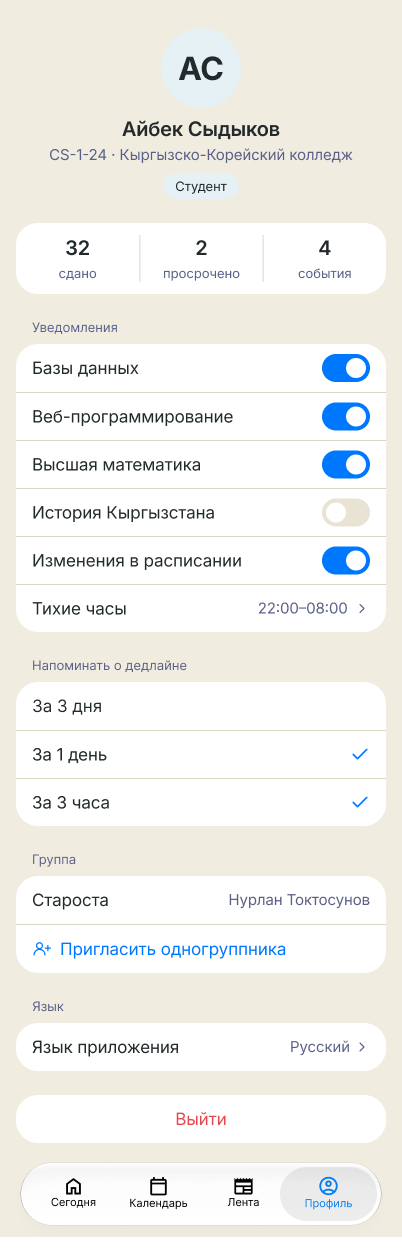 АС
Айбек Сыдыков
CS-1-24 · Кыргызско-Корейский колледж
Студент
32
сдано
2
просрочено
4
события
Уведомления
Базы данных
Веб-программирование
Высшая математика
История Кыргызстана
Изменения в расписании
Тихие часы 22:00–08:00
Напоминать о дедлайне
За 3 дня
За 1 день
За 3 часа
Группа
Староста Нурлан Токтосунов
Пригласить одногруппника
Язык
Язык приложения Русский
Выйти
Сегодня Календарь Лента Профиль